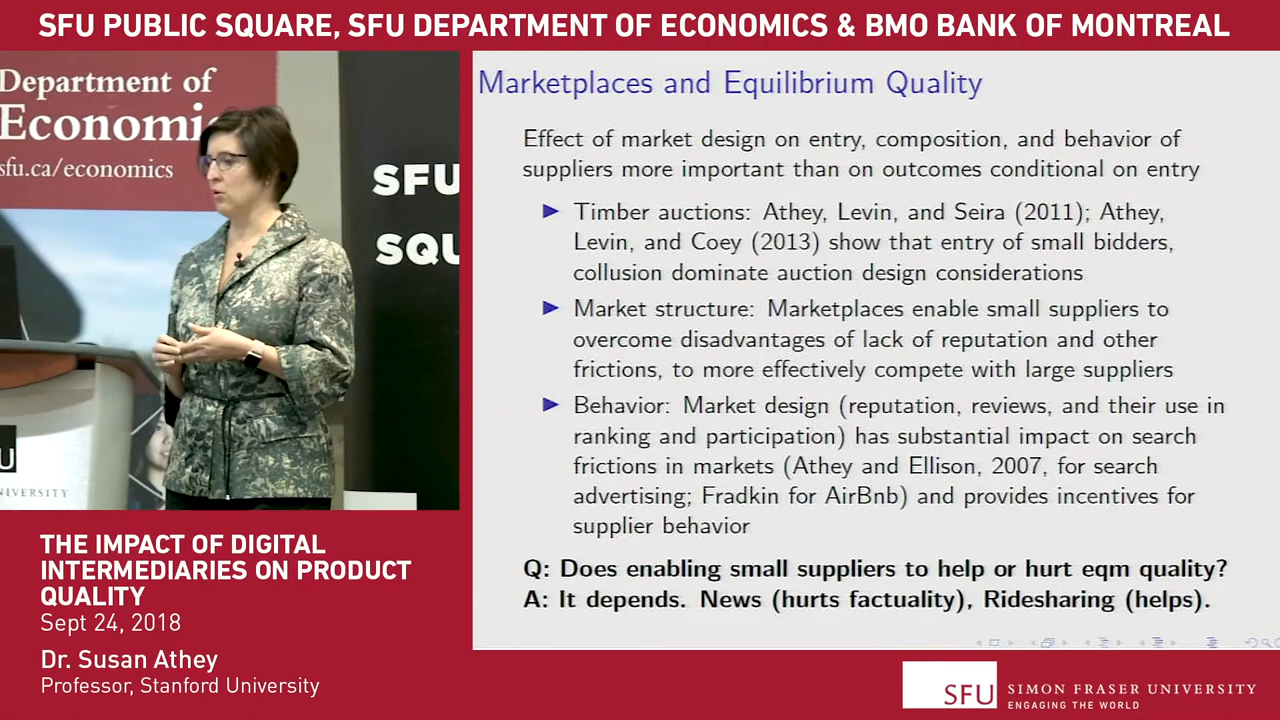 SFU PUBLIC SQUARE, SFU DEPARTMENT OF ECONOMICS & BMO BANK OF MONTREAL
Department of
Economi
sfu.ca/economics
SFU
SQU
U
NIVERSITY
Marketplaces and Equilibrium Quality
Effect of market design on entry, composition, and behavior of
suppliers more important than on outcomes conditional on entry
▶ Timber auctions: Athey, Levin, and Seira (2011); Athey,
Levin, and Coey (2013) show that entry of small bidders,
collusion dominate auction design considerations
▶ Market structure: Marketplaces enable small suppliers to
overcome disadvantages of lack of reputation and other
frictions, to more effectively compete with large suppliers
▶ Behavior: Market design (reputation, reviews, and their use in
ranking and participation) has substantial impact on search
frictions in markets (Athey and Ellison, 2007, for search
advertising; Fradkin for AirBnb) and provides incentives for
supplier behavior
Q: Does enabling small suppliers to help or hurt eqm quality?
A: It depends. News (hurts factuality), Ridesharing (helps).
THE IMPACT OF DIGITAL
INTERMEDIARIES ON PRODUCT
QUALITY
Sept 24, 2018
Dr. Susan Athey
Professor, Stanford University
SFU
SIMON FRASER UNIVERSITY
ENGAGING THE WORLD